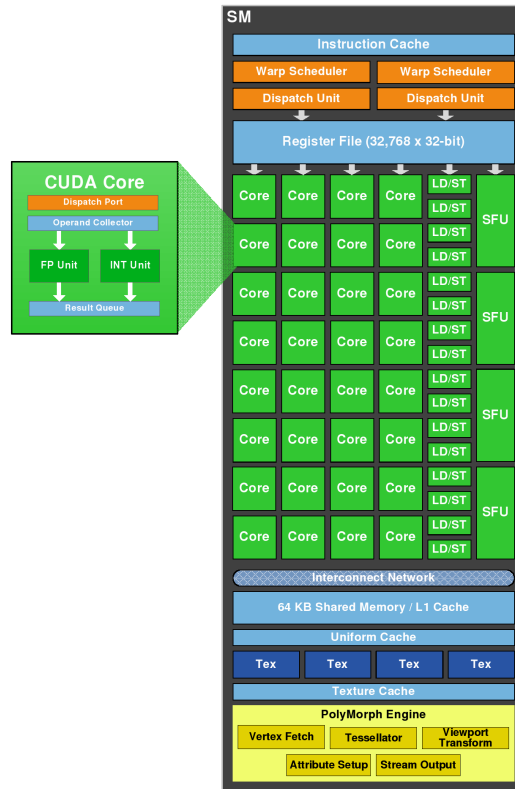 SM
Instruction Cache
Warp Scheduler Warp Scheduler
Dispatch Unit Dispatch Unit
Register File (32,768 x 32-bit)
CUDA Core
Dispatch Port
Operand Collector
FP Unit INT Unit
Result Queue
LD/ST
Core Core Core Core
LD/ST
SFU
LD/ST
Core Core Core Core
LD/ST
LD/ST
Core Core Core Core
LD/ST
SFU
LD/ST
Core Core Core Core
LD/ST
LD/ST
Core Core Core Core
LD/ST
SFU
LD/ST
Core Core Core Core
LD/ST
LD/ST
Core Core Core Core
LD/ST
SFU
LD/ST
Core Core Core Core
LD/ST
Interconnect Network
64 KB Shared Memory / L1 Cache
Uniform Cache
Tex Tex Tex Tex
Texture Cache
PolyMorph Engine
Vertex Fetch Tessellator Viewport
Transform
Attribute Setup Stream Output